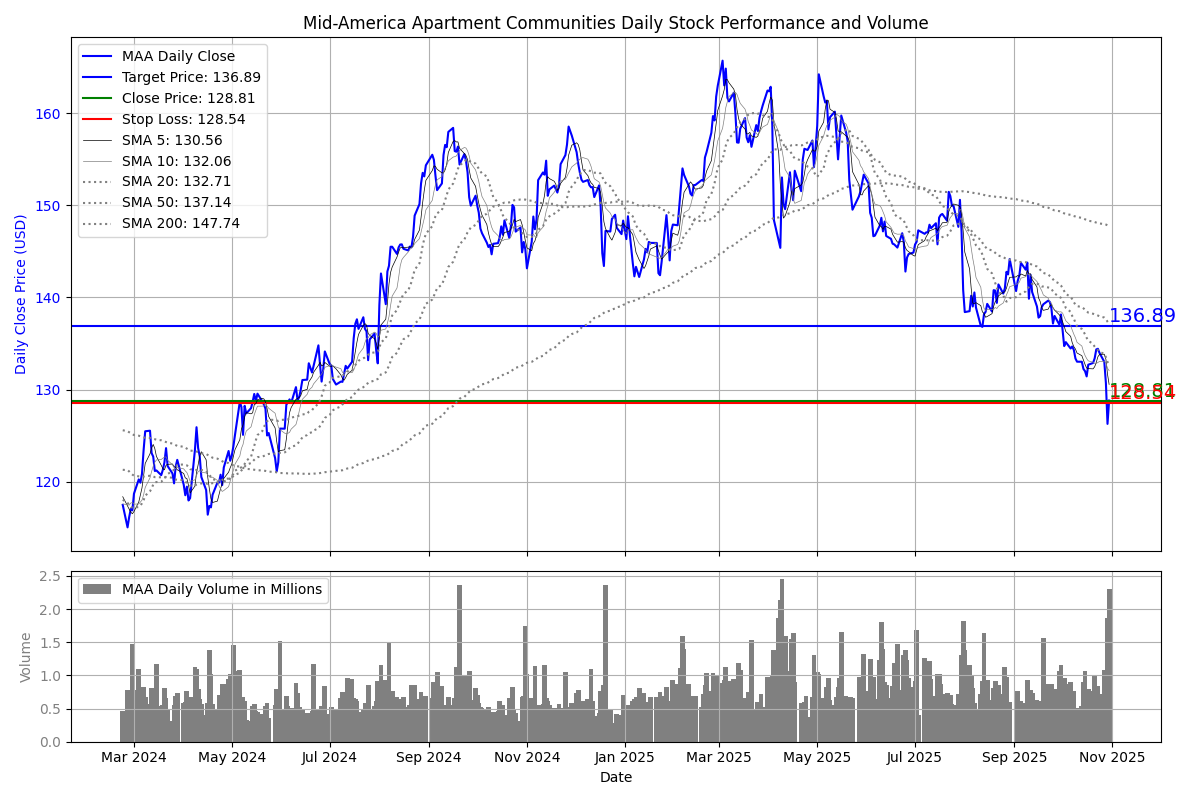 Mid-America Apartment Communities Daily Stock Performance and Volume
MAA Daily Close
Target Price: 136.89
Close Price: 128.81
Stop Loss: 128.54
SMA 5: 130.56
SMA 10: 132.06
SMA 20: 132.71
SMA 50: 137.14
SMA 200: 147.74
Daily Close Price (USD)
160
150
140
130
120
136.89
128.81
128.54
MAA Daily Volume in Millions
Volume
2.5
2.0
1.5
1.0
0.5
0.0
Mar 2024 May 2024 Jul 2024 Sep 2024 Nov 2024 Jan 2025 Mar 2025 May 2025 Jul 2025 Sep 2025 Nov 2025
Date